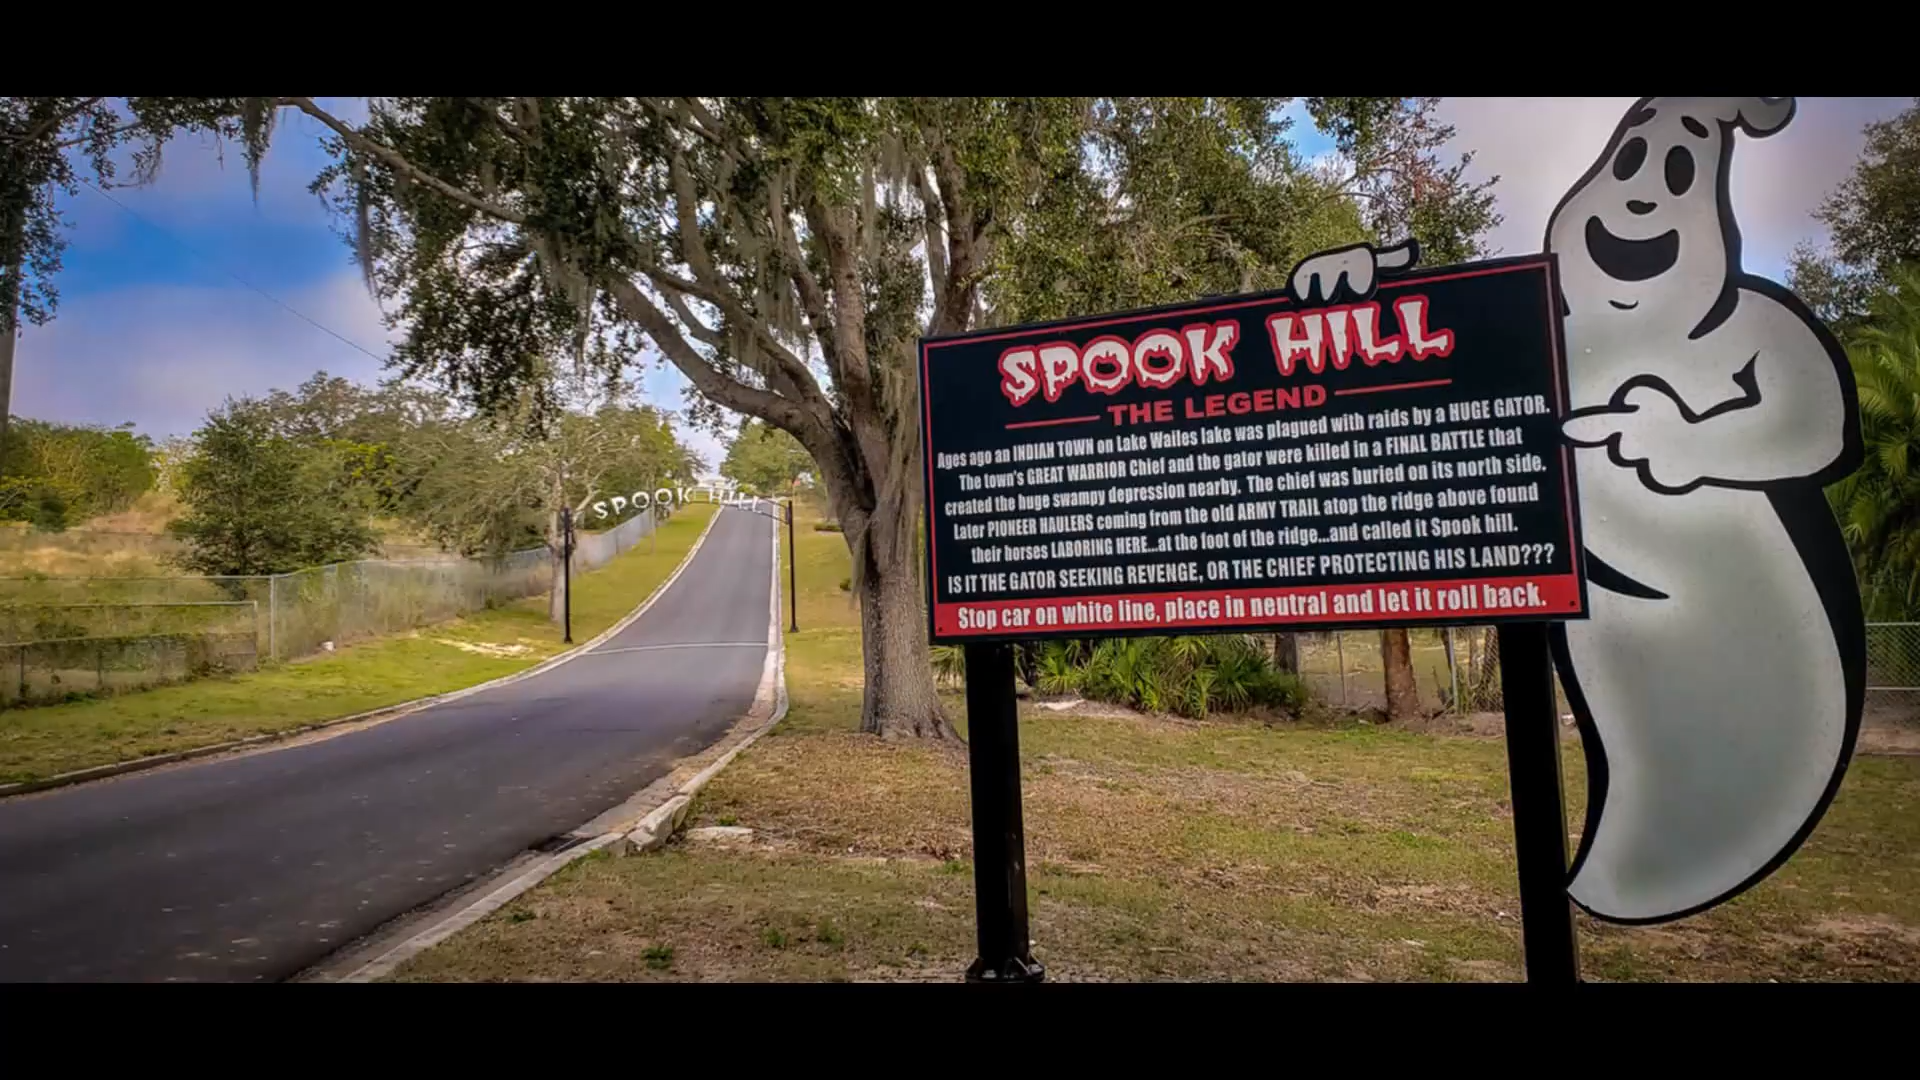 SPOOK HILL
SPOOK HILL
THE LEGEND
Ages ago an INDIAN TOWN on Lake Wailes lake was plagued with raids by a HUGE GATOR.
The town's GREAT WARRIOR Chief and the gator were killed in a FINAL BATTLE that
created the huge swampy depression nearby. The chief was buried on its north side.
Later PIONEER HAULERS coming from the old ARMY TRAIL atop the ridge above found
their horses LABORING HERE...at the foot of the ridge...and called it Spook hill.
IS IT THE GATOR SEEKING REVENGE, OR THE CHIEF PROTECTING HIS LAND???
Stop car on white line, place in neutral and let it roll back.